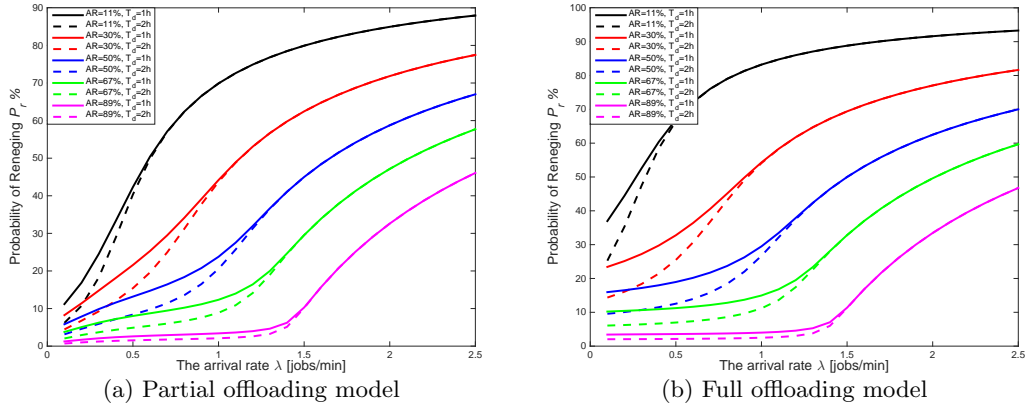 90
80
70
60
50
40
30
20
10
0
Probability of Reneging P_r %
AR=11%, T_d=1h
AR=11%, T_d=2h
AR=30%, T_d=1h
AR=30%, T_d=2h
AR=50%, T_d=1h
AR=50%, T_d=2h
AR=67%, T_d=1h
AR=67%, T_d=2h
AR=89%, T_d=1h
AR=89%, T_d=2h
0 0.5 1 1.5 2 2.5
The arrival rate λ [jobs/min]
(a) Partial offloading model
100
90
80
70
60
50
40
30
20
10
0
Probability of Reneging P_r %
AR=11%, T_d=1h
AR=11%, T_d=2h
AR=30%, T_d=1h
AR=30%, T_d=2h
AR=50%, T_d=1h
AR=50%, T_d=2h
AR=67%, T_d=1h
AR=67%, T_d=2h
AR=89%, T_d=1h
AR=89%, T_d=2h
0 0.5 1 1.5 2 2.5
The arrival rate λ [jobs/min]
(b) Full offloading model